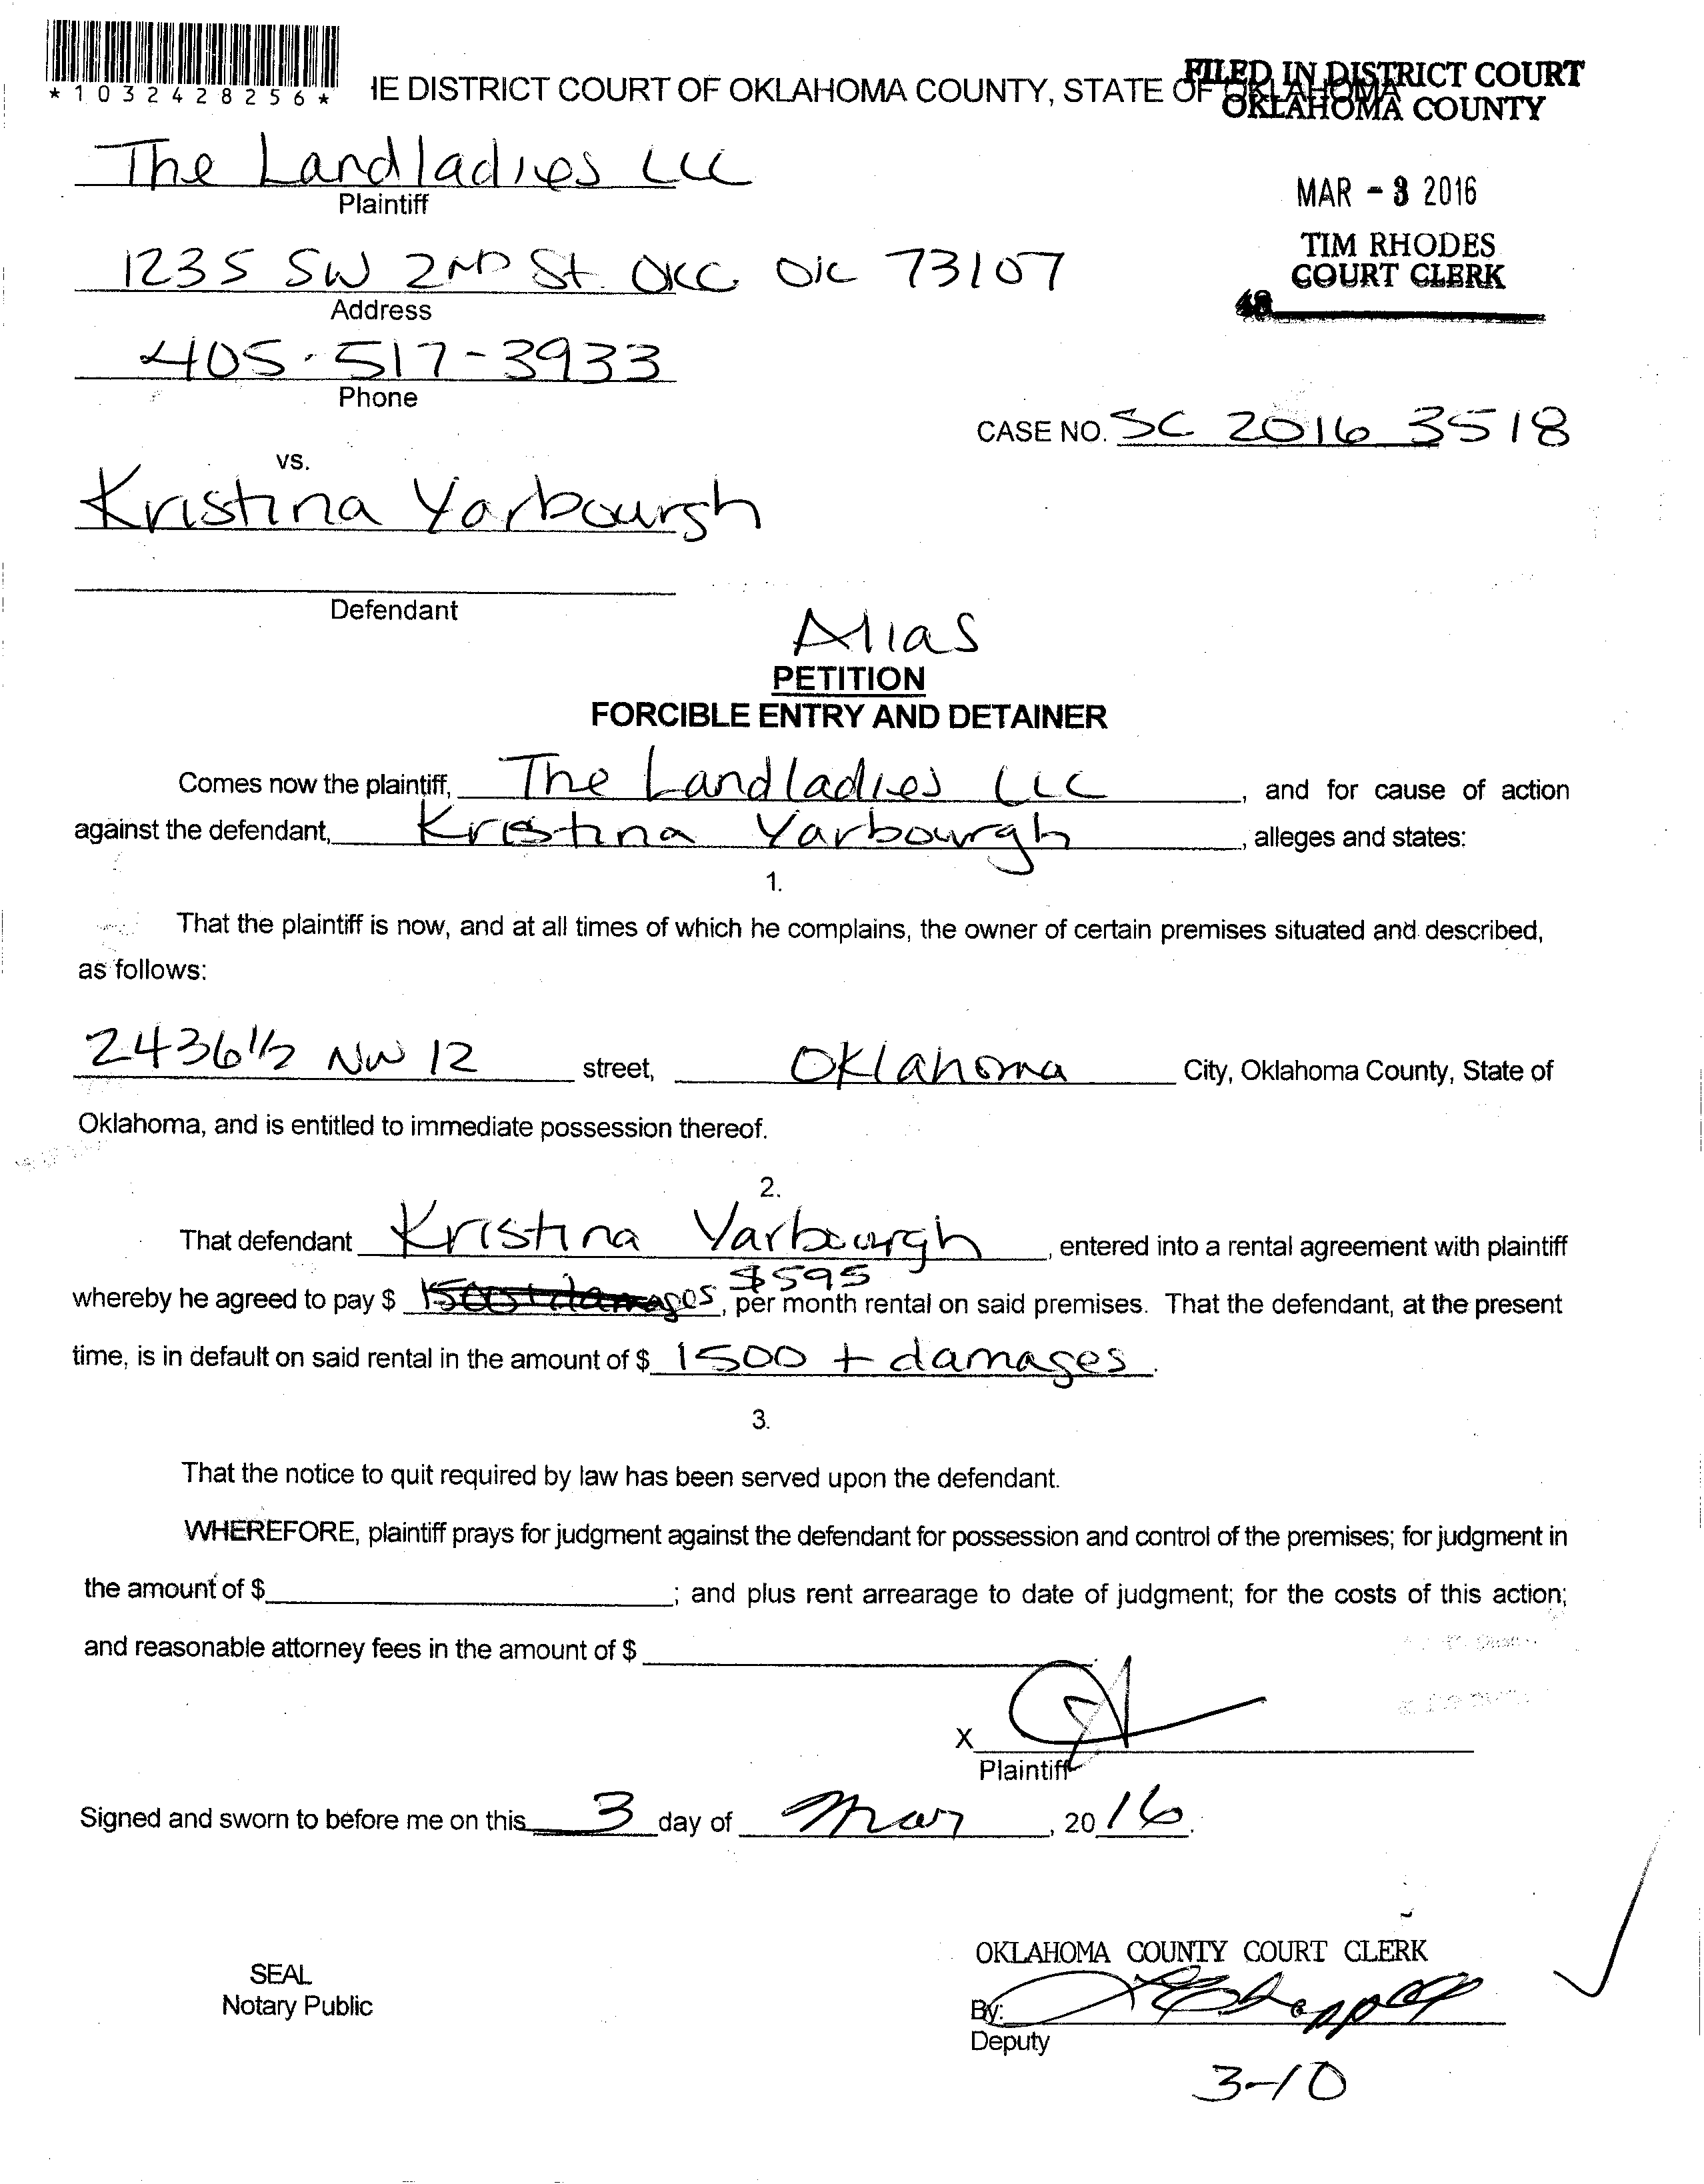 *1032428256*
IE DISTRICT COURT OF OKLAHOMA COUNTY, STATE OF OKLAHOMA
FILED IN DISTRICT COURT
OKLAHOMA COUNTY
The Landladies LLC
Plaintiff
MAR - 3 2016
TIM RHODES
COURT CLERK
48
1235 SW 2ND St. OKC OK 73107
Address
405-517-3933
Phone
CASE NO. SC 2016 3518
vs.
Kristina Yarbourgh
Defendant
Alias
PETITION
FORCIBLE ENTRY AND DETAINER
Comes now the plaintiff, The Landladies LLC, and for cause of action
against the defendant, Kristina Yarbourgh, alleges and states:
1.
That the plaintiff is now, and at all times of which he complains, the owner of certain premises situated and described,
as follows:
2436 1/2 NW 12 street, Oklahoma City, Oklahoma County, State of
Oklahoma, and is entitled to immediate possession thereof.
2.
That defendant Kristina Yarbourgh, entered into a rental agreement with plaintiff
$595
whereby he agreed to pay $ 1500 + damages, per month rental on said premises. That the defendant, at the present
time, is in default on said rental in the amount of $ 1500 + damages.
3.
That the notice to quit required by law has been served upon the defendant.
WHEREFORE, plaintiff prays for judgment against the defendant for possession and control of the premises; for judgment in
the amount of $ ; and plus rent arrearage to date of judgment; for the costs of this action;
and reasonable attorney fees in the amount of $
X
Plaintiff
Signed and sworn to before me on this 3 day of Mar, 20 16.
OKLAHOMA COUNTY COURT CLERK
SEAL
Notary Public
By:
Deputy
3-10